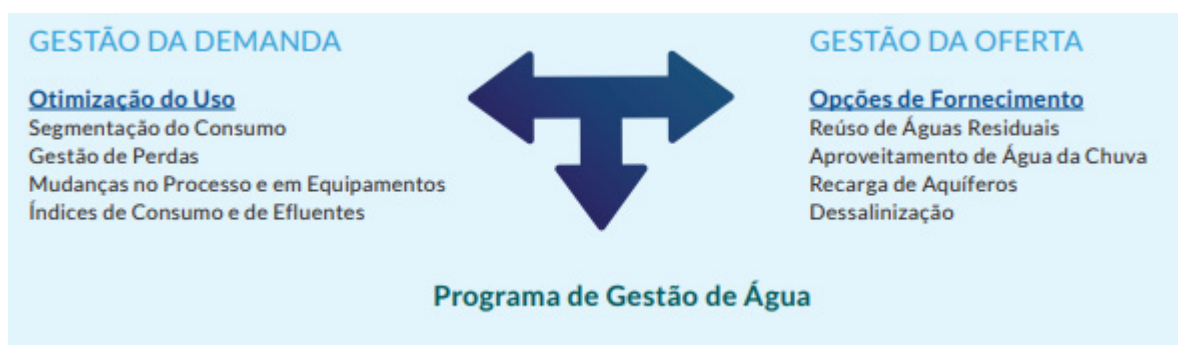 GESTÃO DA DEMANDA
Otimização do Uso
Segmentação do Consumo
Gestão de Perdas
Mudanças no Processo e em Equipamentos
Índices de Consumo e de Efluentes
GESTÃO DA OFERTA
Opções de Fornecimento
Reúso de Águas Residuais
Aproveitamento de Água da Chuva
Recarga de Aquíferos
Dessalinização
Programa de Gestão de Água